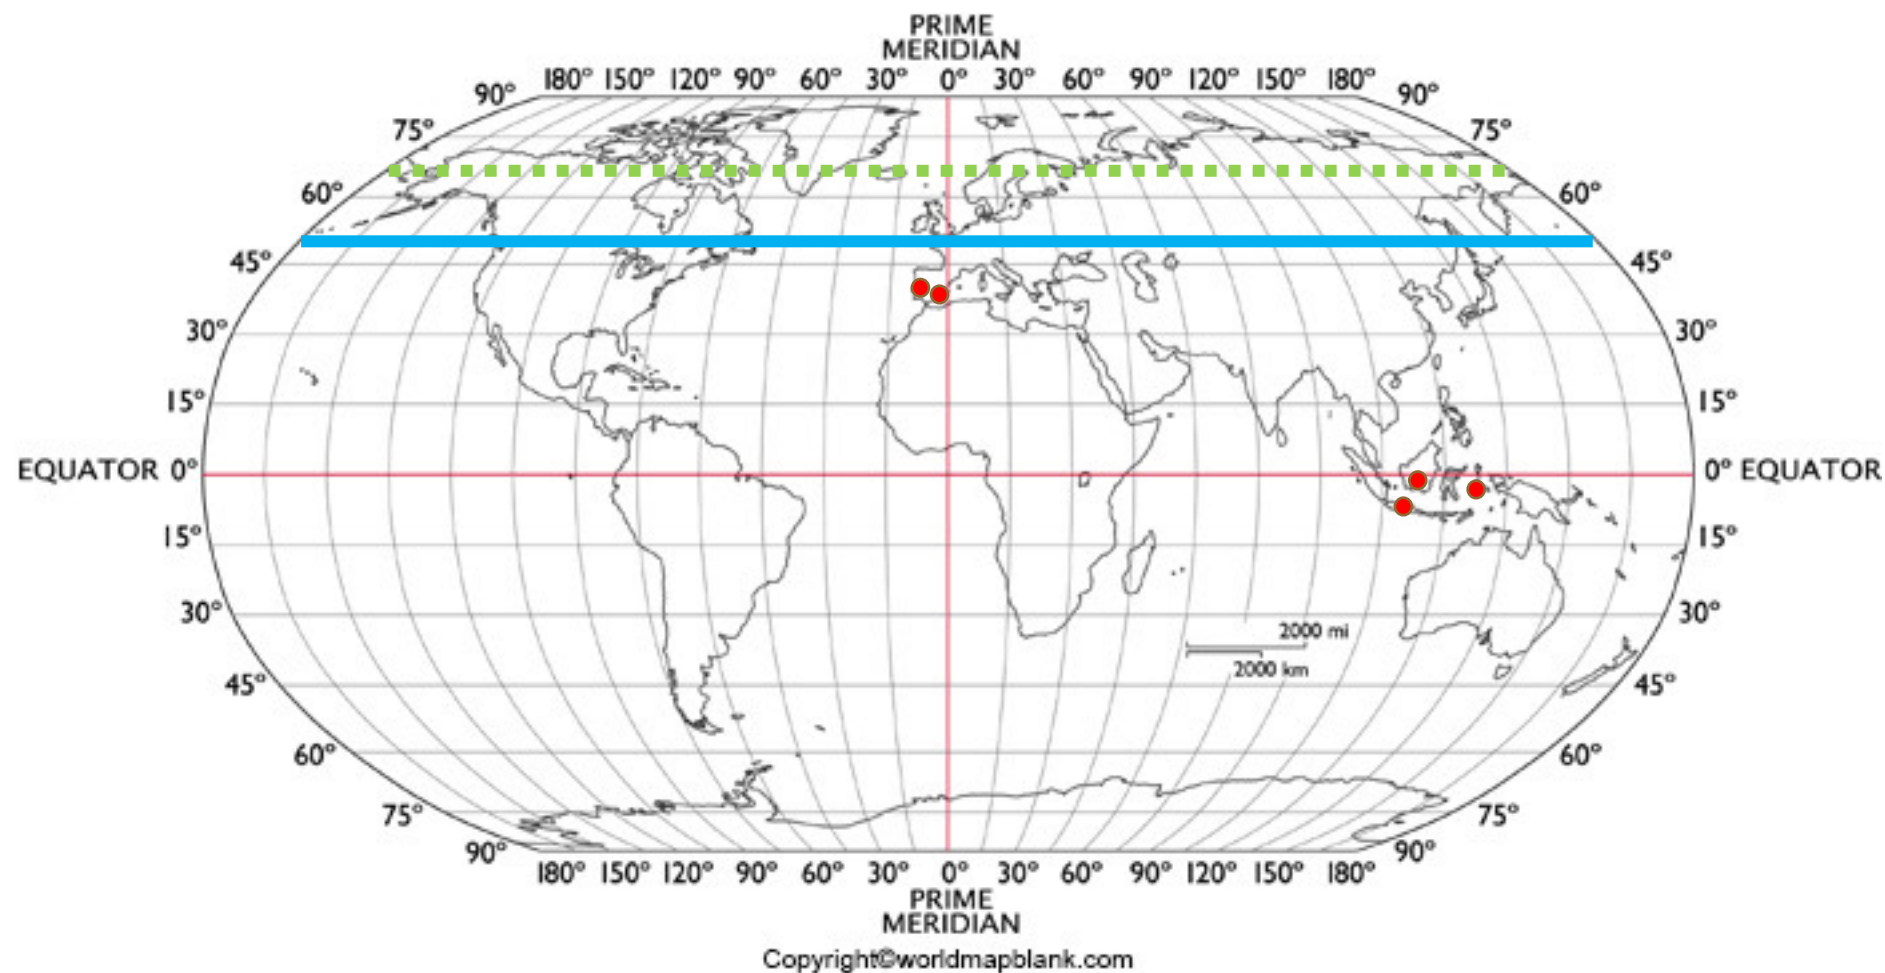 PRIME
MERIDIAN
180° 150° 120° 90° 60° 30° 0° 30° 60° 90° 120° 150° 180°
90° 90°
75° 75°
60° 60°
45° 45°
30° 30°
15° 15°
EQUATOR 0° 0° EQUATOR
15° 15°
30° 30°
2000 mi
2000 km
45° 45°
60° 60°
75° 75°
90° 90°
180° 150° 120° 90° 60° 30° 0° 30° 60° 90° 120° 150° 180°
PRIME
MERIDIAN
Copyright©worldmapblank.com